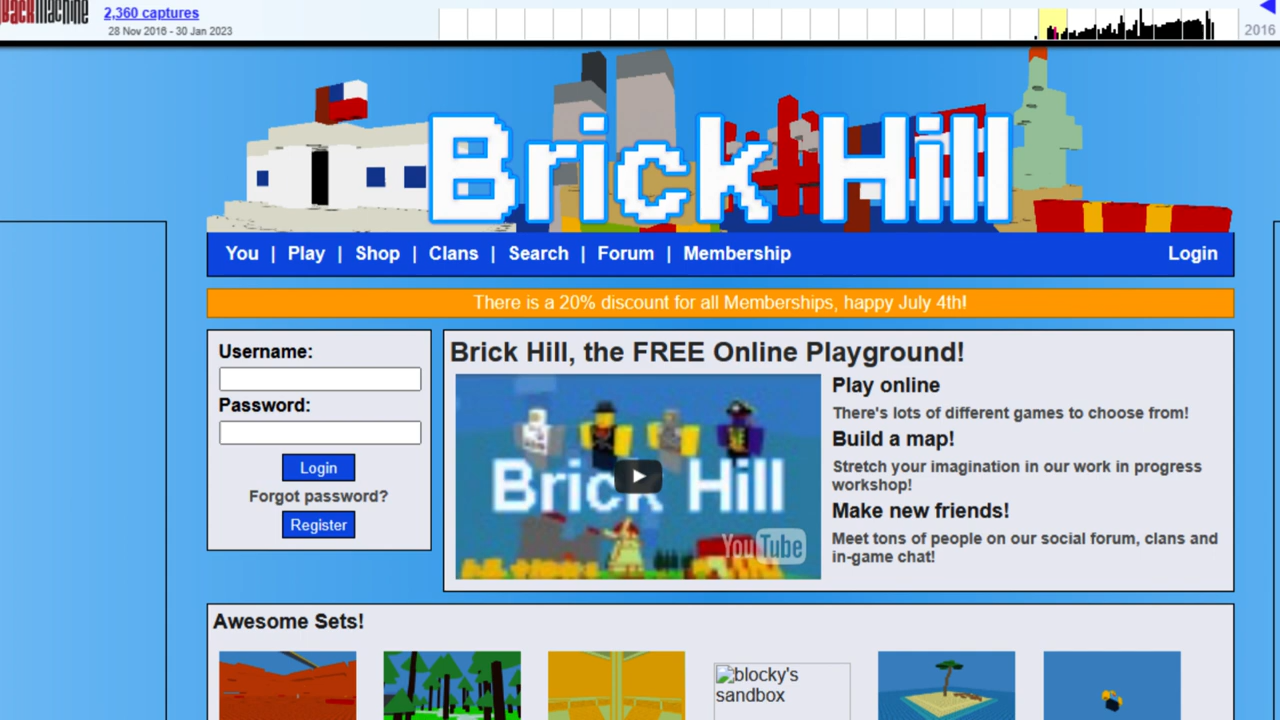 2,360 captures
28 Nov 2016 - 30 Jan 2023
2016
Brick Hill
You | Play | Shop | Clans | Search | Forum | Membership
Login
There is a 20% discount for all Memberships, happy July 4th!
Username:
Password:
Login
Forgot password?
Register
Brick Hill, the FREE Online Playground!
Brick Hill
YouTube
Play online
There's lots of different games to choose from!
Build a map!
Stretch your imagination in our work in progress
workshop!
Make new friends!
Meet tons of people on our social forum, clans and
in-game chat!
Awesome Sets!
blocky's
sandbox